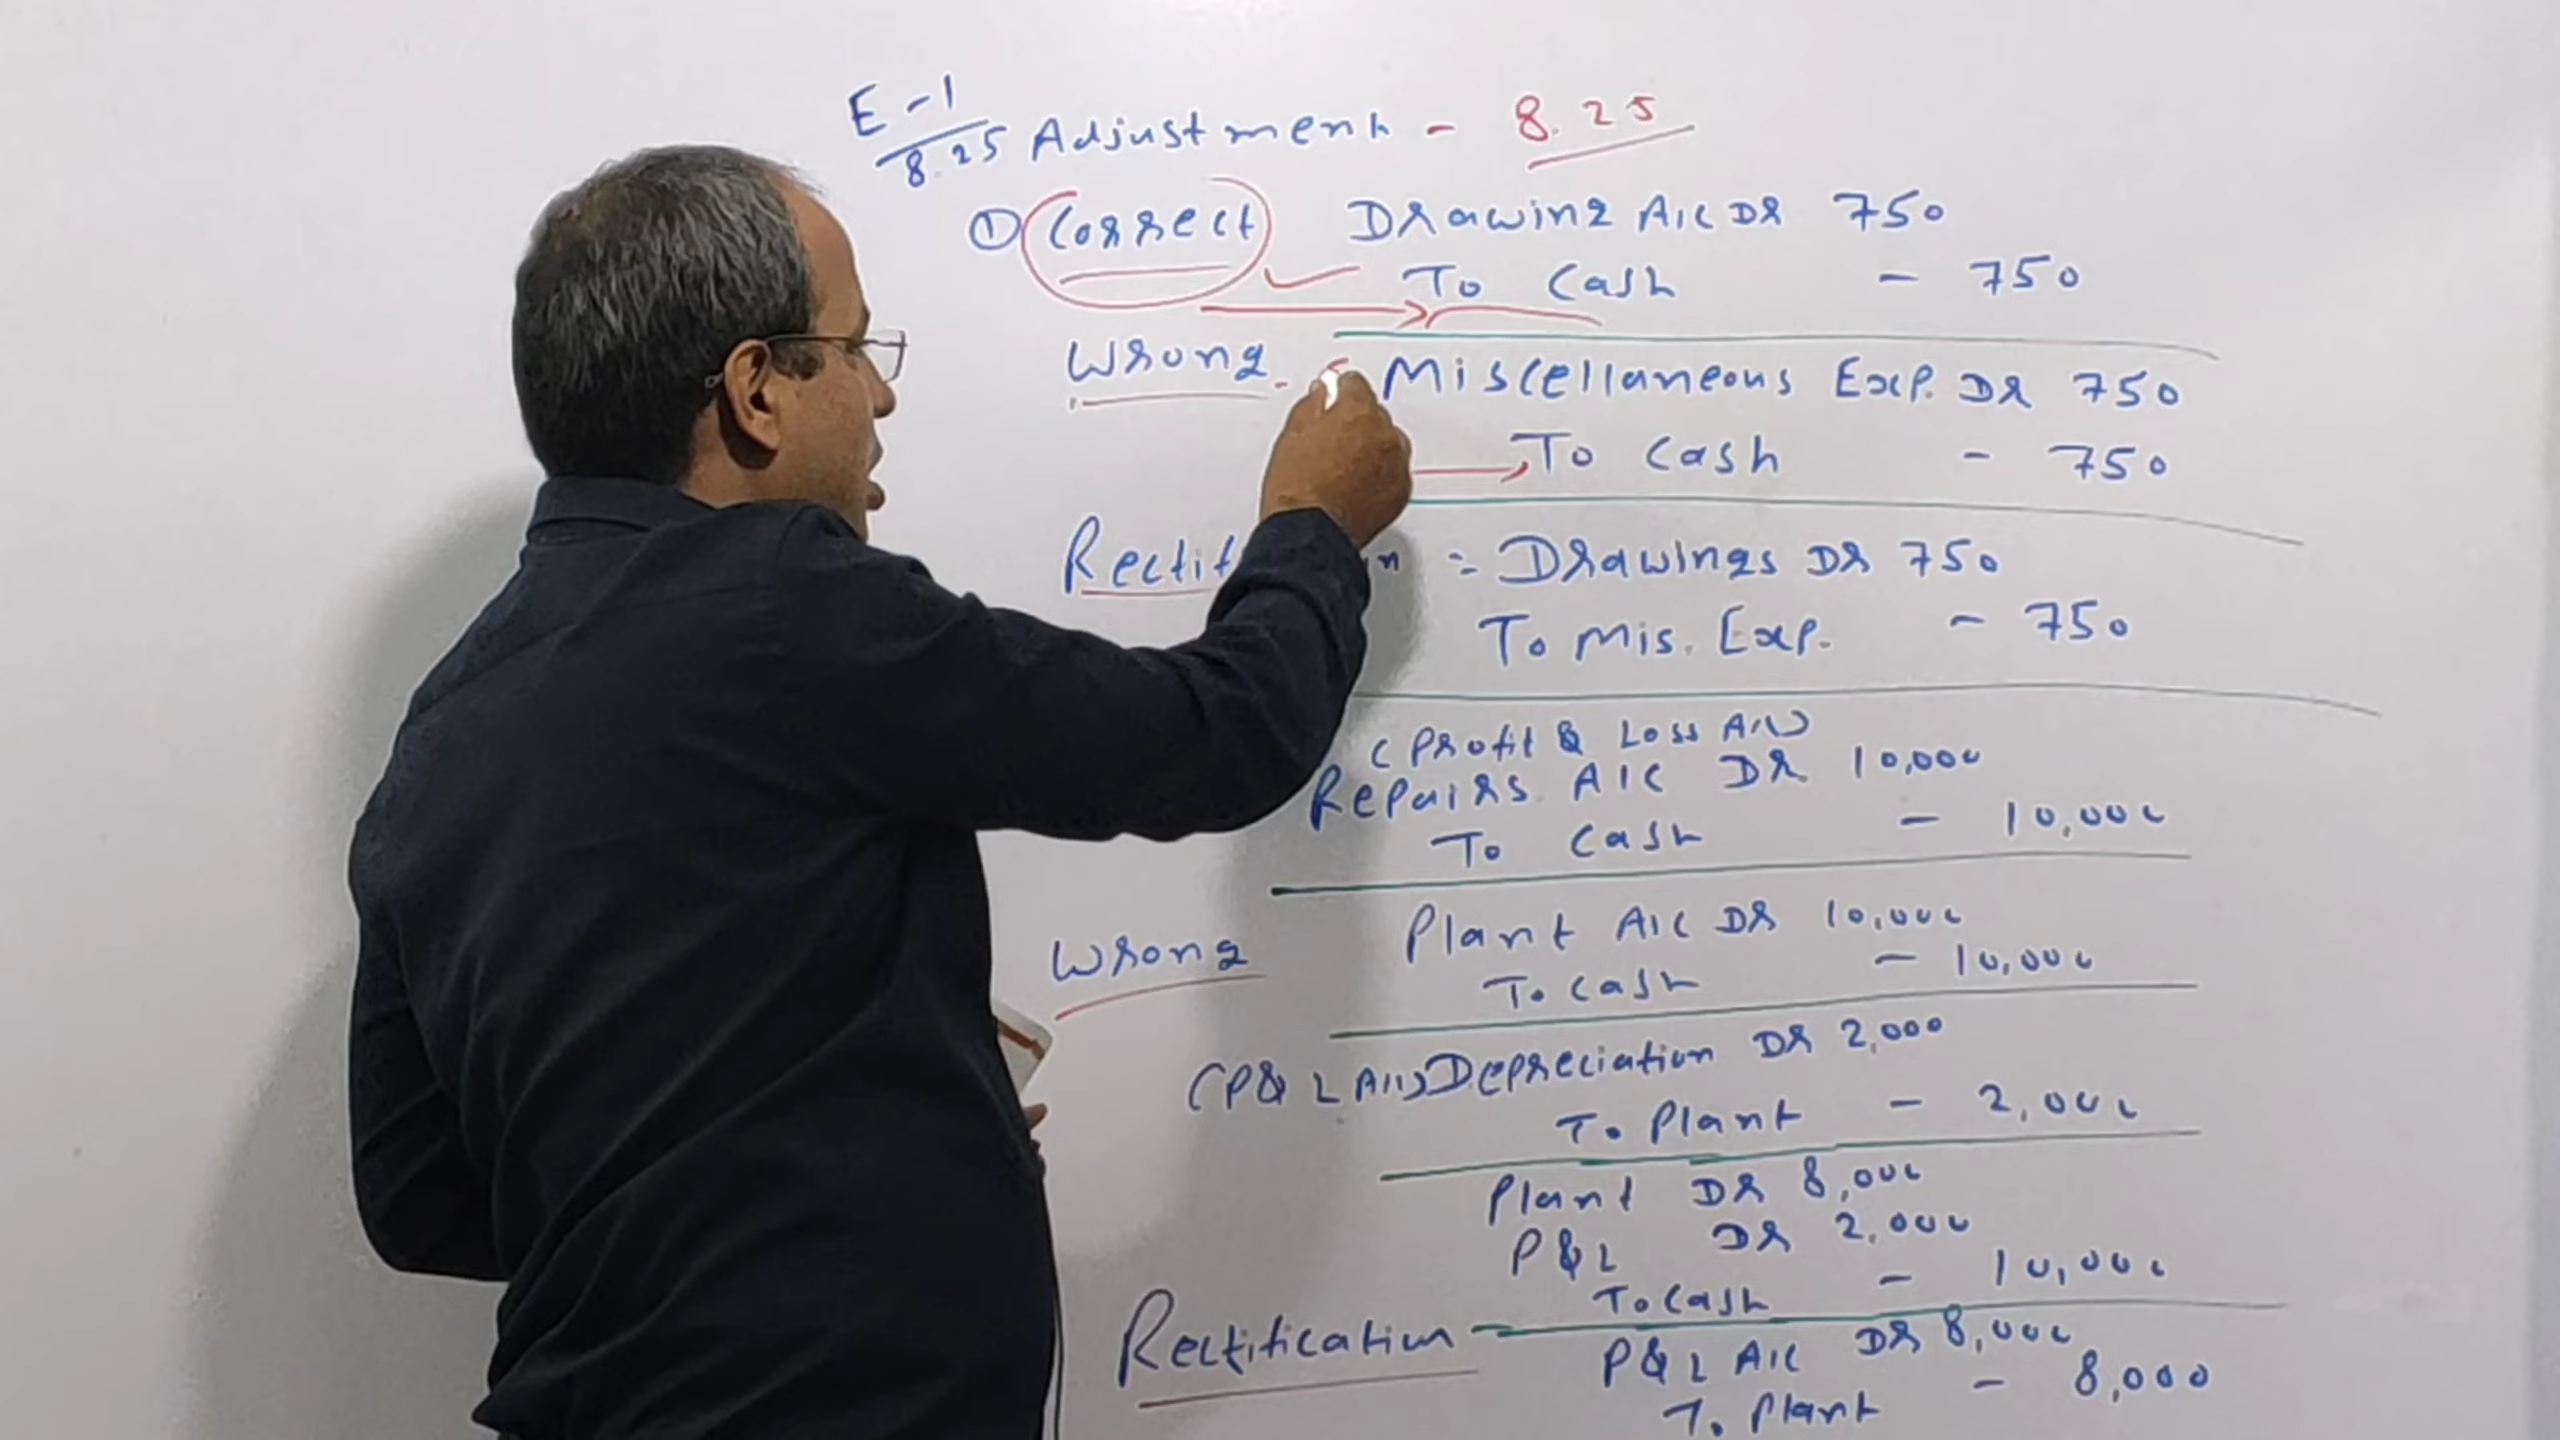 E-1
8.25 Adjustment - 8.25
① Correct Drawing A/C DR 750
To Cash - 750
Wrong - Miscellaneous Exp. DR 750
To Cash - 750
= Drawings DR 750
To Mis. Exp. - 750
(Profit & Loss A/C)
Repairs A/C DR. 10,000
To Cash - 10,000
Wrong Plant A/C DR 10,000
To Cash - 10,000
(P&L A/C) Depreciation DR 2,000
To Plant - 2,000
Plant DR 8,000
P&L DR 2,000
To Cash - 10,000
Rectification - P&L A/C DR 8,000
To Plant - 8,000